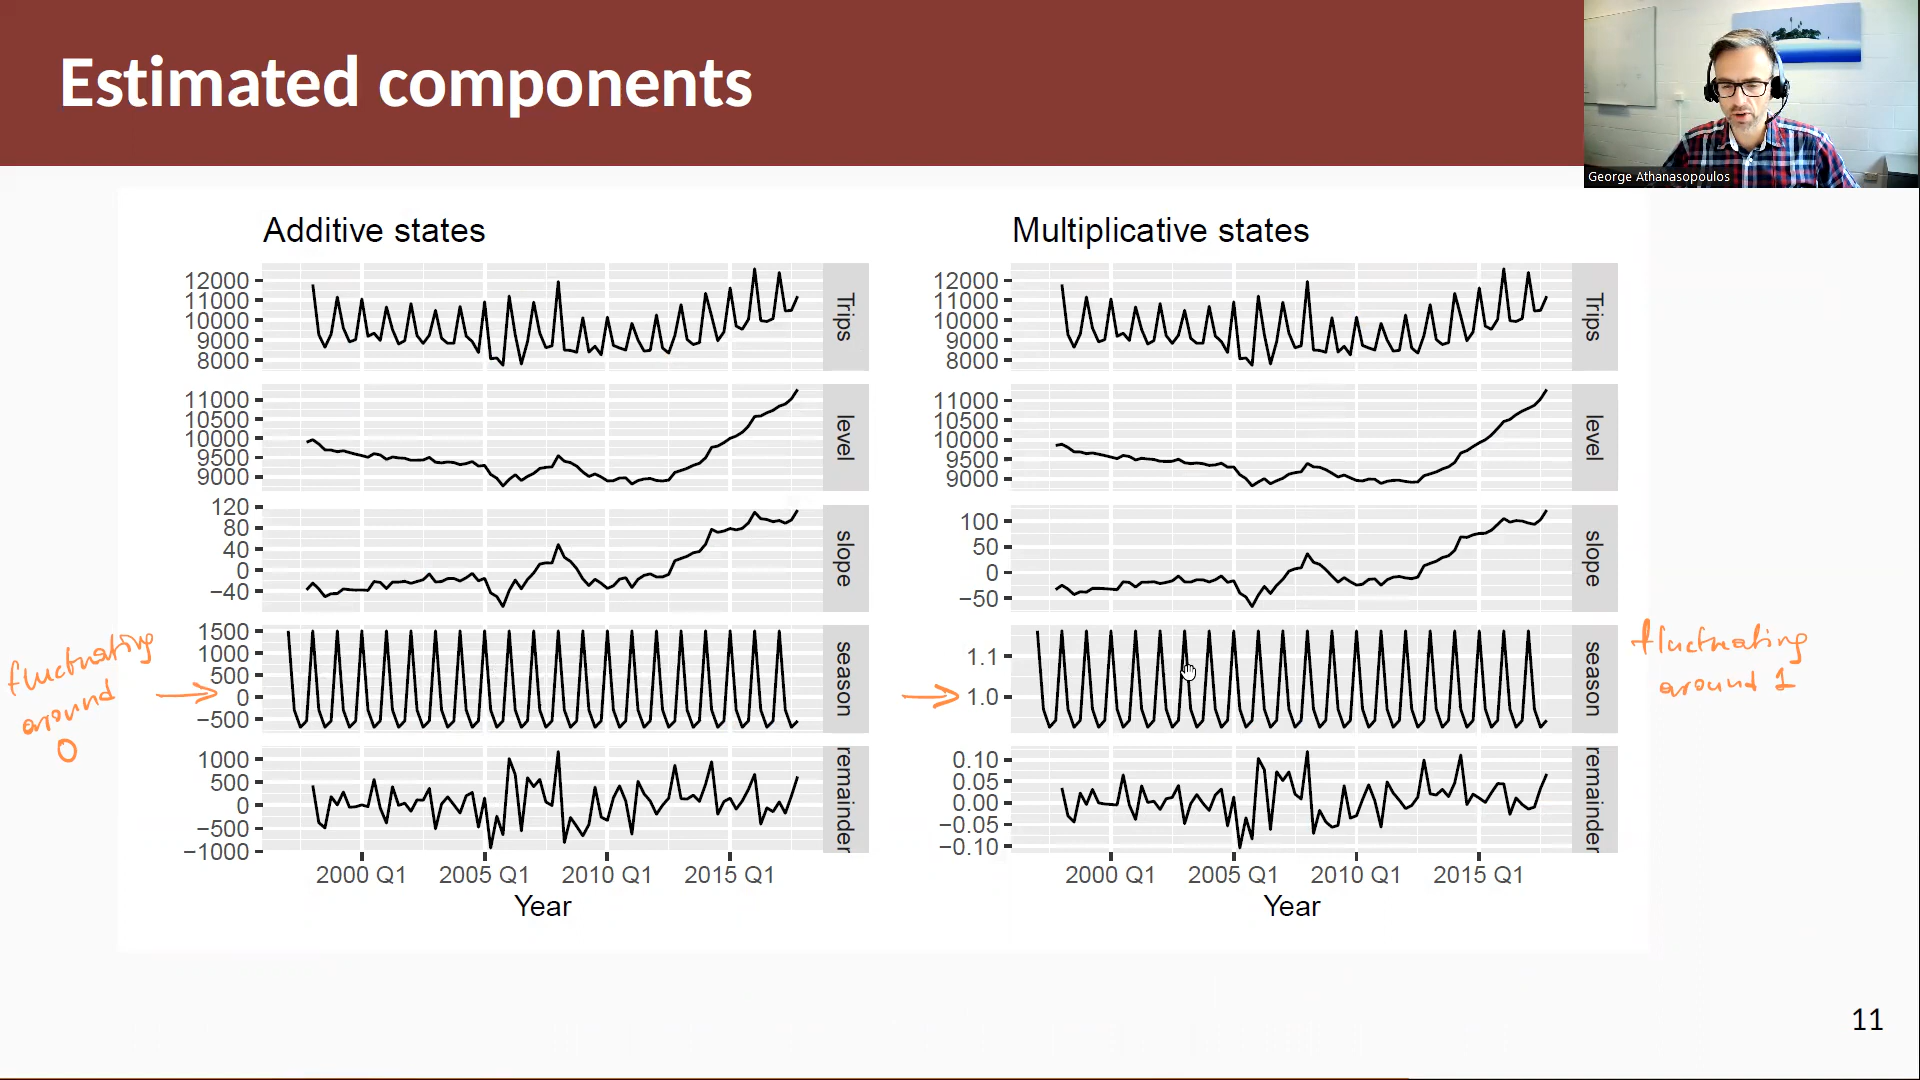 Estimated components
George Athanasopoulos
Additive states
12000
11000
10000
9000
8000
Trips
11000
10500
10000
9500
9000
level
120
80
40
0
−40
slope
1500
1000
500
0
−500
season
1000
500
0
−500
−1000
remainder
2000 Q1 2005 Q1 2010 Q1 2015 Q1
Year
fluctuating
around
0
Multiplicative states
12000
11000
10000
9000
8000
Trips
11000
10500
10000
9500
9000
level
100
50
0
−50
slope
1.1
1.0
season
0.10
0.05
0.00
−0.05
−0.10
remainder
2000 Q1 2005 Q1 2010 Q1 2015 Q1
Year
fluctuating
around 1
11